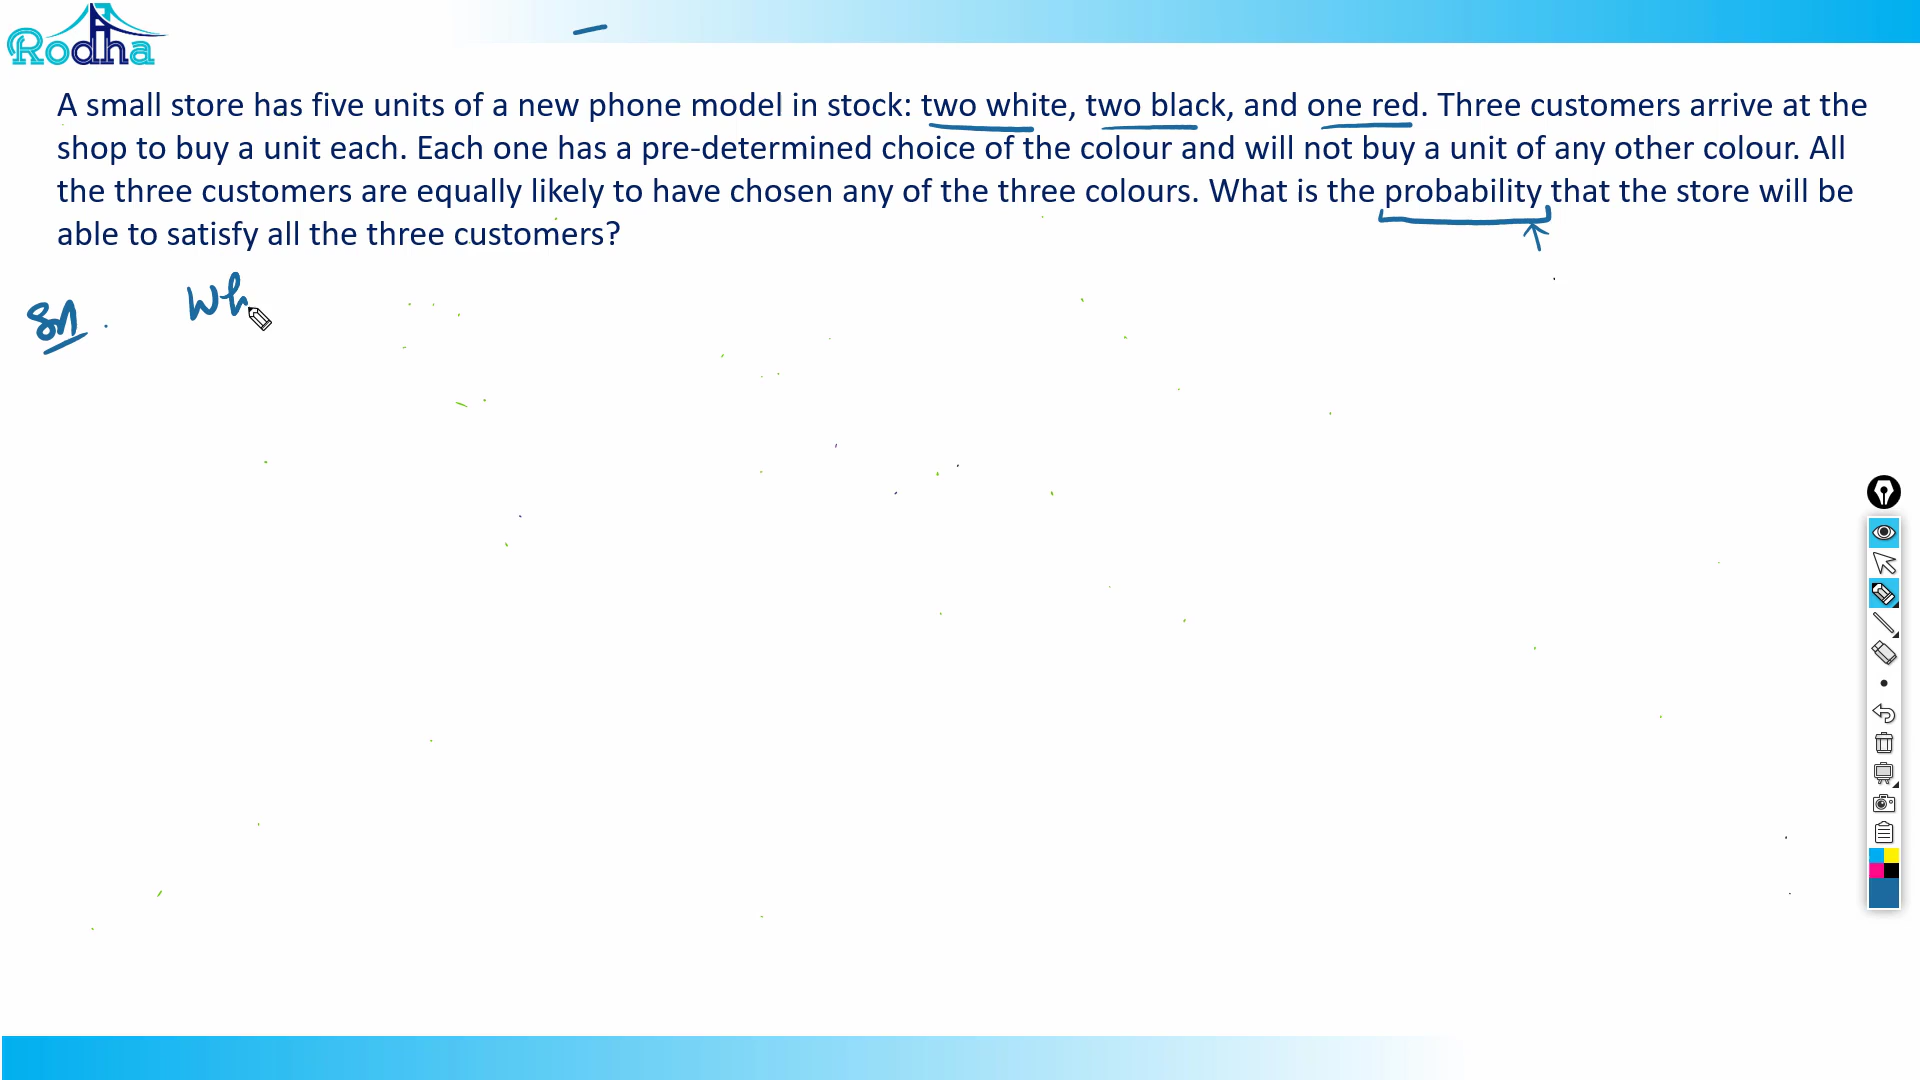 Rodha
A small store has five units of a new phone model in stock: two white, two black, and one red. Three customers arrive at the
shop to buy a unit each. Each one has a pre-determined choice of the colour and will not buy a unit of any other colour. All
the three customers are equally likely to have chosen any of the three colours. What is the probability that the store will be
able to satisfy all the three customers?
Wh